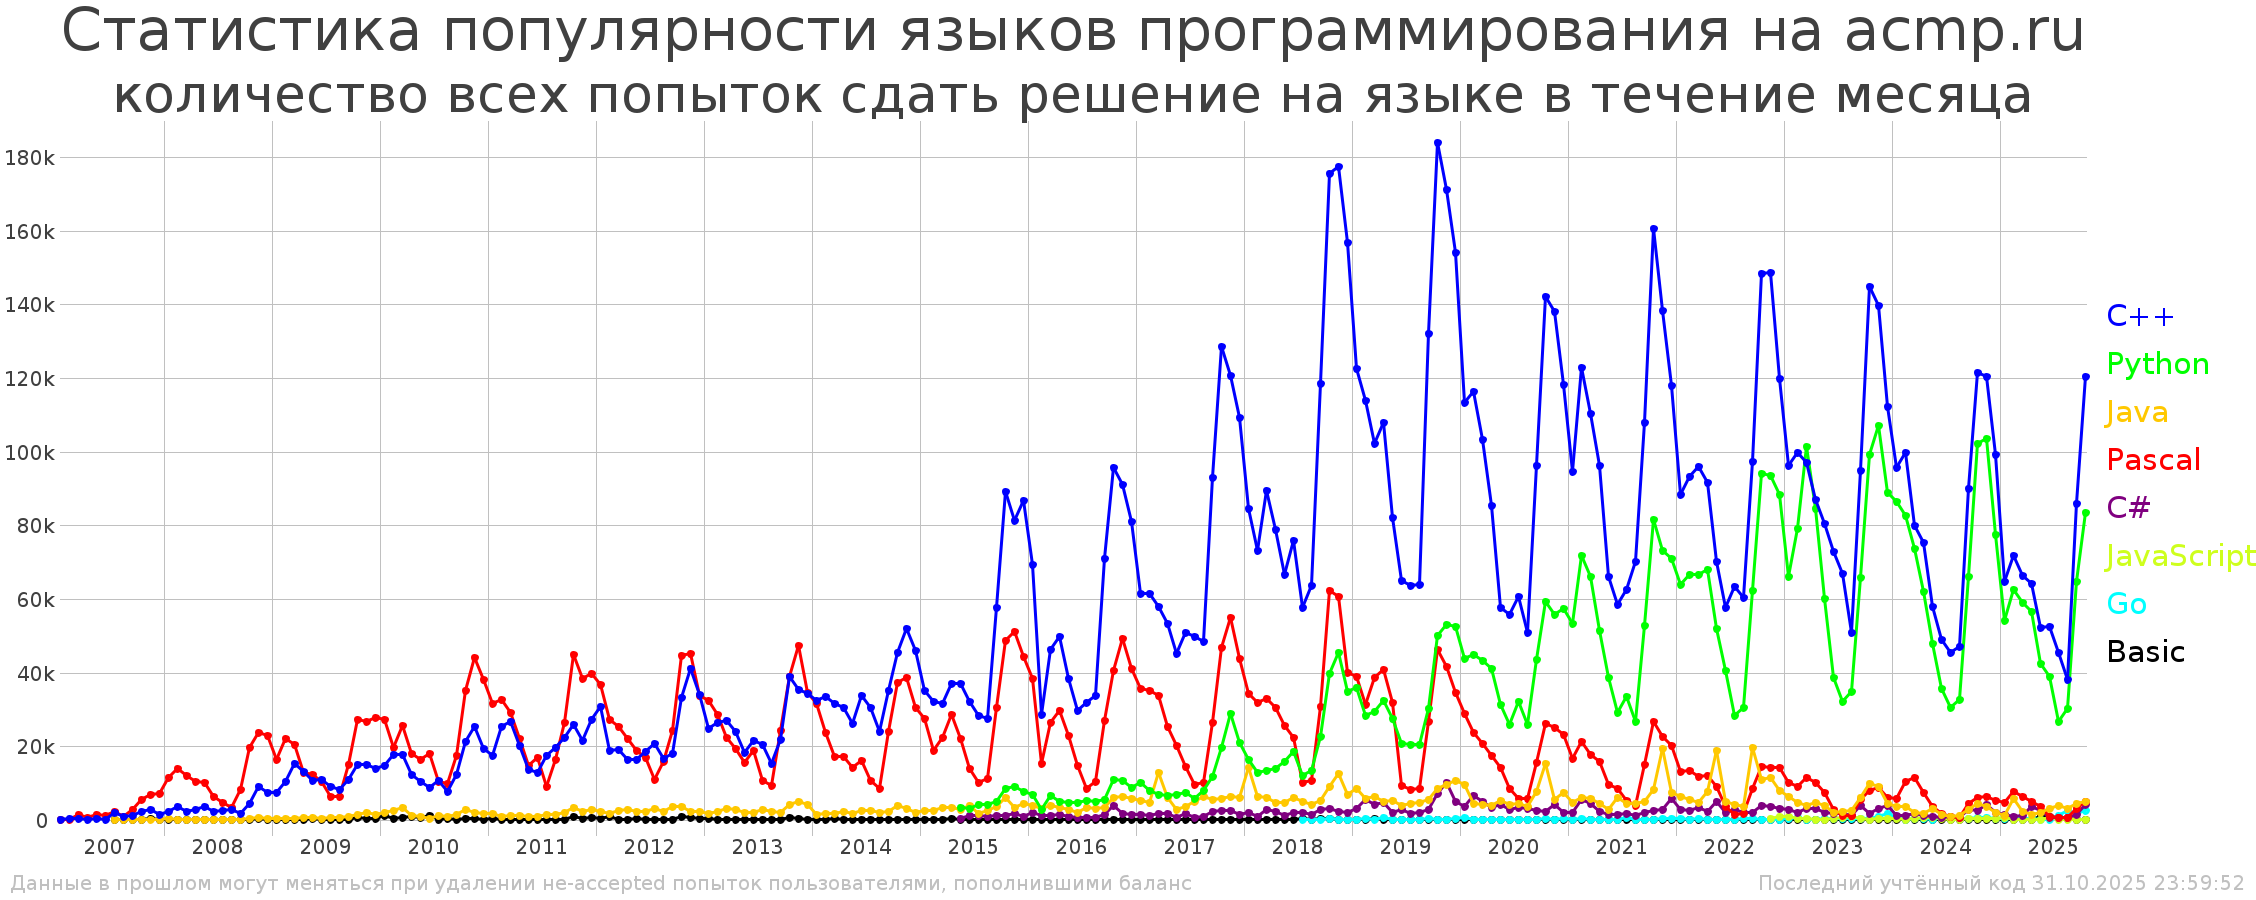 Статистика популярности языков программирования на acmp.ru
количество всех попыток сдать решение на языке в течение месяца
180k
160k
140k
120k
100k
80k
60k
40k
20k
0
C++
Python
Java
Pascal
C#
JavaScript
Go
Basic
2007 2008 2009 2010 2011 2012 2013 2014 2015 2016 2017 2018 2019 2020 2021 2022 2023 2024 2025
Данные в прошлом могут меняться при удалении не-accepted попыток пользователями, пополнившими баланс
Последний учтённый код 31.10.2025 23:59:52